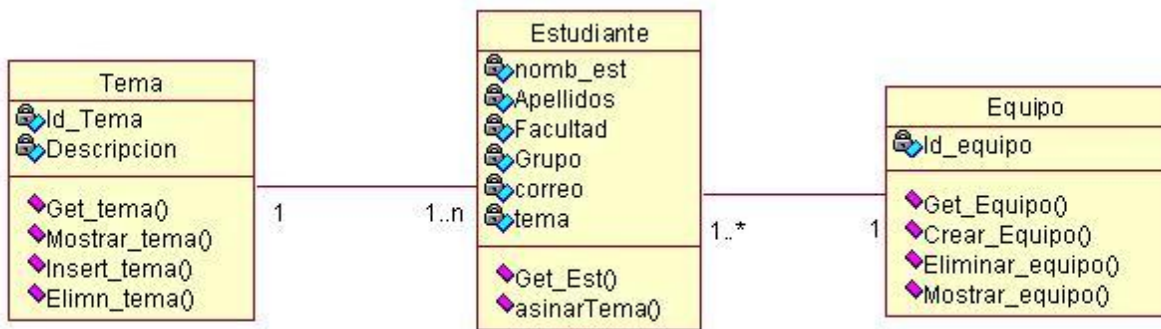 Tema
Id_Tema
Descripcion
Get_tema()
Mostrar_tema()
Insert_tema()
Elimn_tema()
1
1..n
Estudiante
nomb_est
Apellidos
Facultad
Grupo
correo
tema
Get_Est()
asinarTema()
1..*
1
Equipo
Id_equipo
Get_Equipo()
Crear_Equipo()
Eliminar_equipo()
Mostrar_equipo()